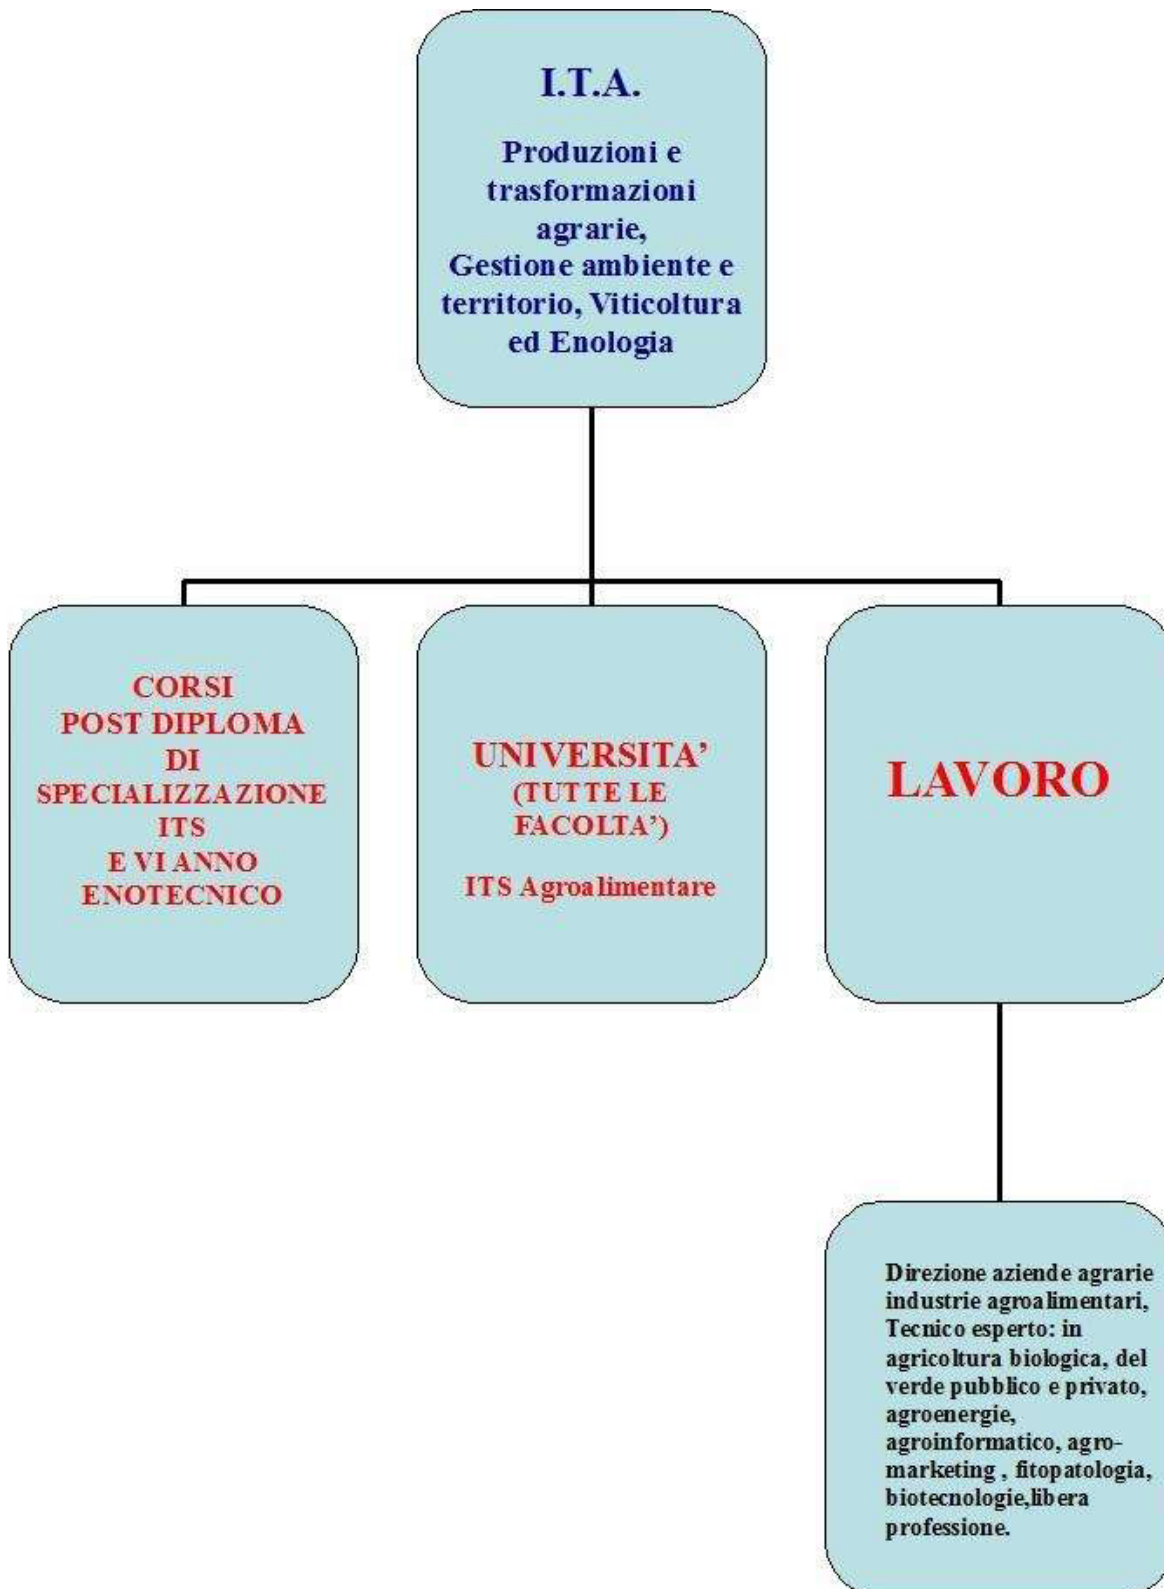 I.T.A.
Produzioni e
trasformazioni
agrarie,
Gestione ambiente e
territorio, Viticoltura
ed Enologia
CORSI
POST DIPLOMA
DI
SPECIALIZZAZIONE
ITS
E VI ANNO
ENOTECNICO
UNIVERSITA’
(TUTTE LE
FACOLTA’)
ITS Agroalimentare
LAVORO
Direzione aziende agrarie
industrie agroalimentari,
Tecnico esperto: in
agricoltura biologica, del
verde pubblico e privato,
agroenergie,
agroinformatico, agro-
marketing , fitopatologia,
biotecnologie,libera
professione.